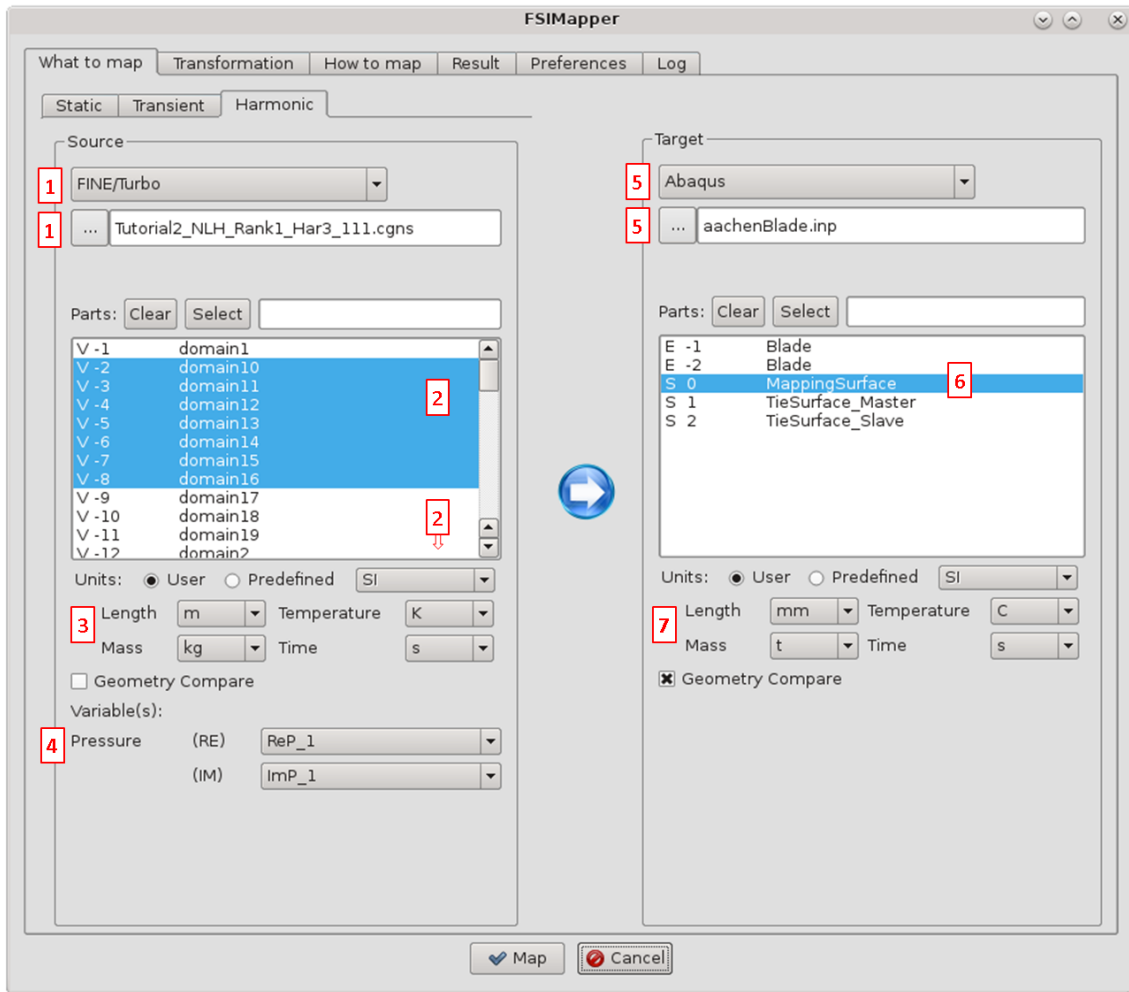 FSIMapper
What to map Transformation How to map Result Preferences Log
Static Transient Harmonic
Source
1 FINE/Turbo
1 ... Tutorial2_NLH_Rank1_Har3_111.cgns
Parts: Clear Select
V -1 domain1
V -2 domain10
V -3 domain11
V -4 domain12
V -5 domain13
V -6 domain14
V -7 domain15
V -8 domain16
V -9 domain17
V -10 domain18
V -11 domain19
V -12 domain2
2
2
Units: User Predefined SI
3 Length m Temperature K
Mass kg Time s
Geometry Compare
Variable(s):
4 Pressure (RE) ReP_1
(IM) ImP_1
Target
5 Abaqus
5 ... aachenBlade.inp
Parts: Clear Select
E -1 Blade
E -2 Blade
S 0 MappingSurface 6
S 1 TieSurface_Master
S 2 TieSurface_Slave
Units: User Predefined SI
7 Length mm Temperature C
Mass t Time s
Geometry Compare
Map Cancel